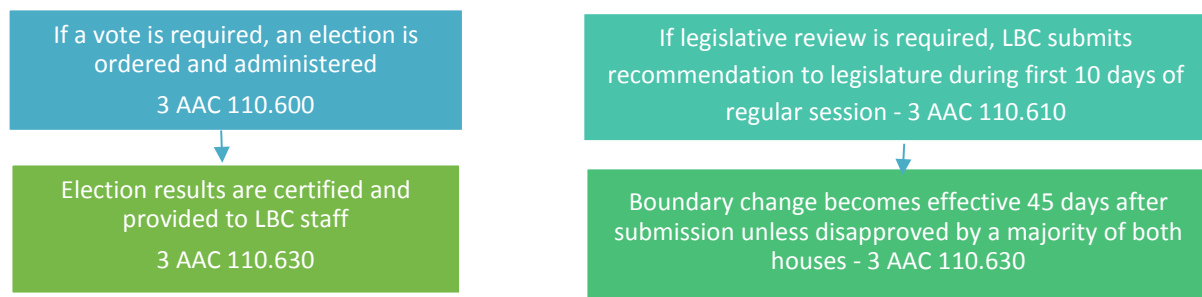 If a vote is required, an election is
ordered and administered
3 AAC 110.600
Election results are certified and
provided to LBC staff
3 AAC 110.630
If legislative review is required, LBC submits
recommendation to legislature during first 10 days of
regular session - 3 AAC 110.610
Boundary change becomes effective 45 days after
submission unless disapproved by a majority of both
houses - 3 AAC 110.630